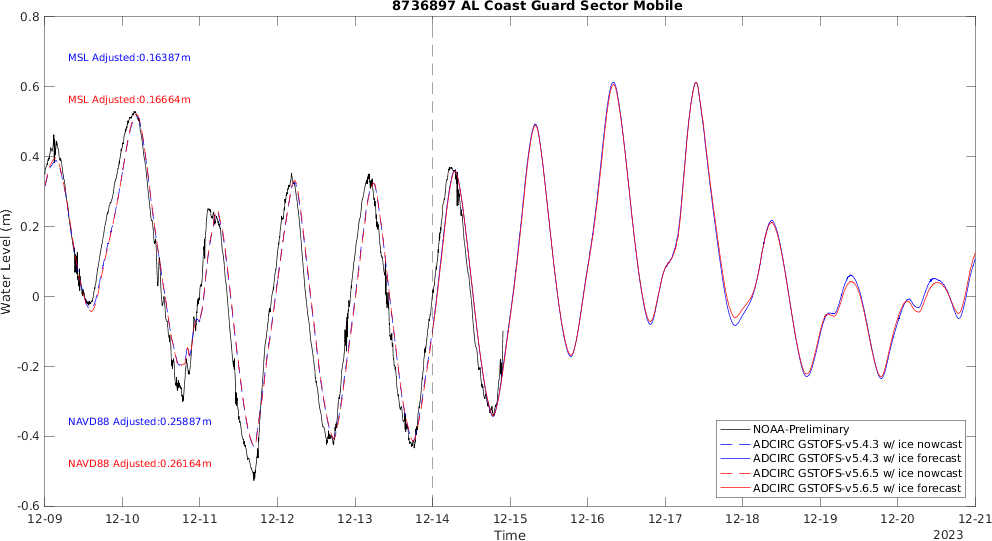 8736897 AL Coast Guard Sector Mobile
0.8
MSL Adjusted:0.16387m
0.6
MSL Adjusted:0.16664m
0.4
0.2
Water Level (m)
0
-0.2
NAVD88 Adjusted:0.25887m
-0.4
NAVD88 Adjusted:0.26164m
-0.6
NOAA-Preliminary
ADCIRC GSTOFS-v5.4.3 w/ ice nowcast
ADCIRC GSTOFS-v5.4.3 w/ ice forecast
ADCIRC GSTOFS-v5.6.5 w/ ice nowcast
ADCIRC GSTOFS-v5.6.5 w/ ice forecast
12-09 12-10 12-11 12-12 12-13 12-14 12-15 12-16 12-17 12-18 12-19 12-20 12-21
Time
2023